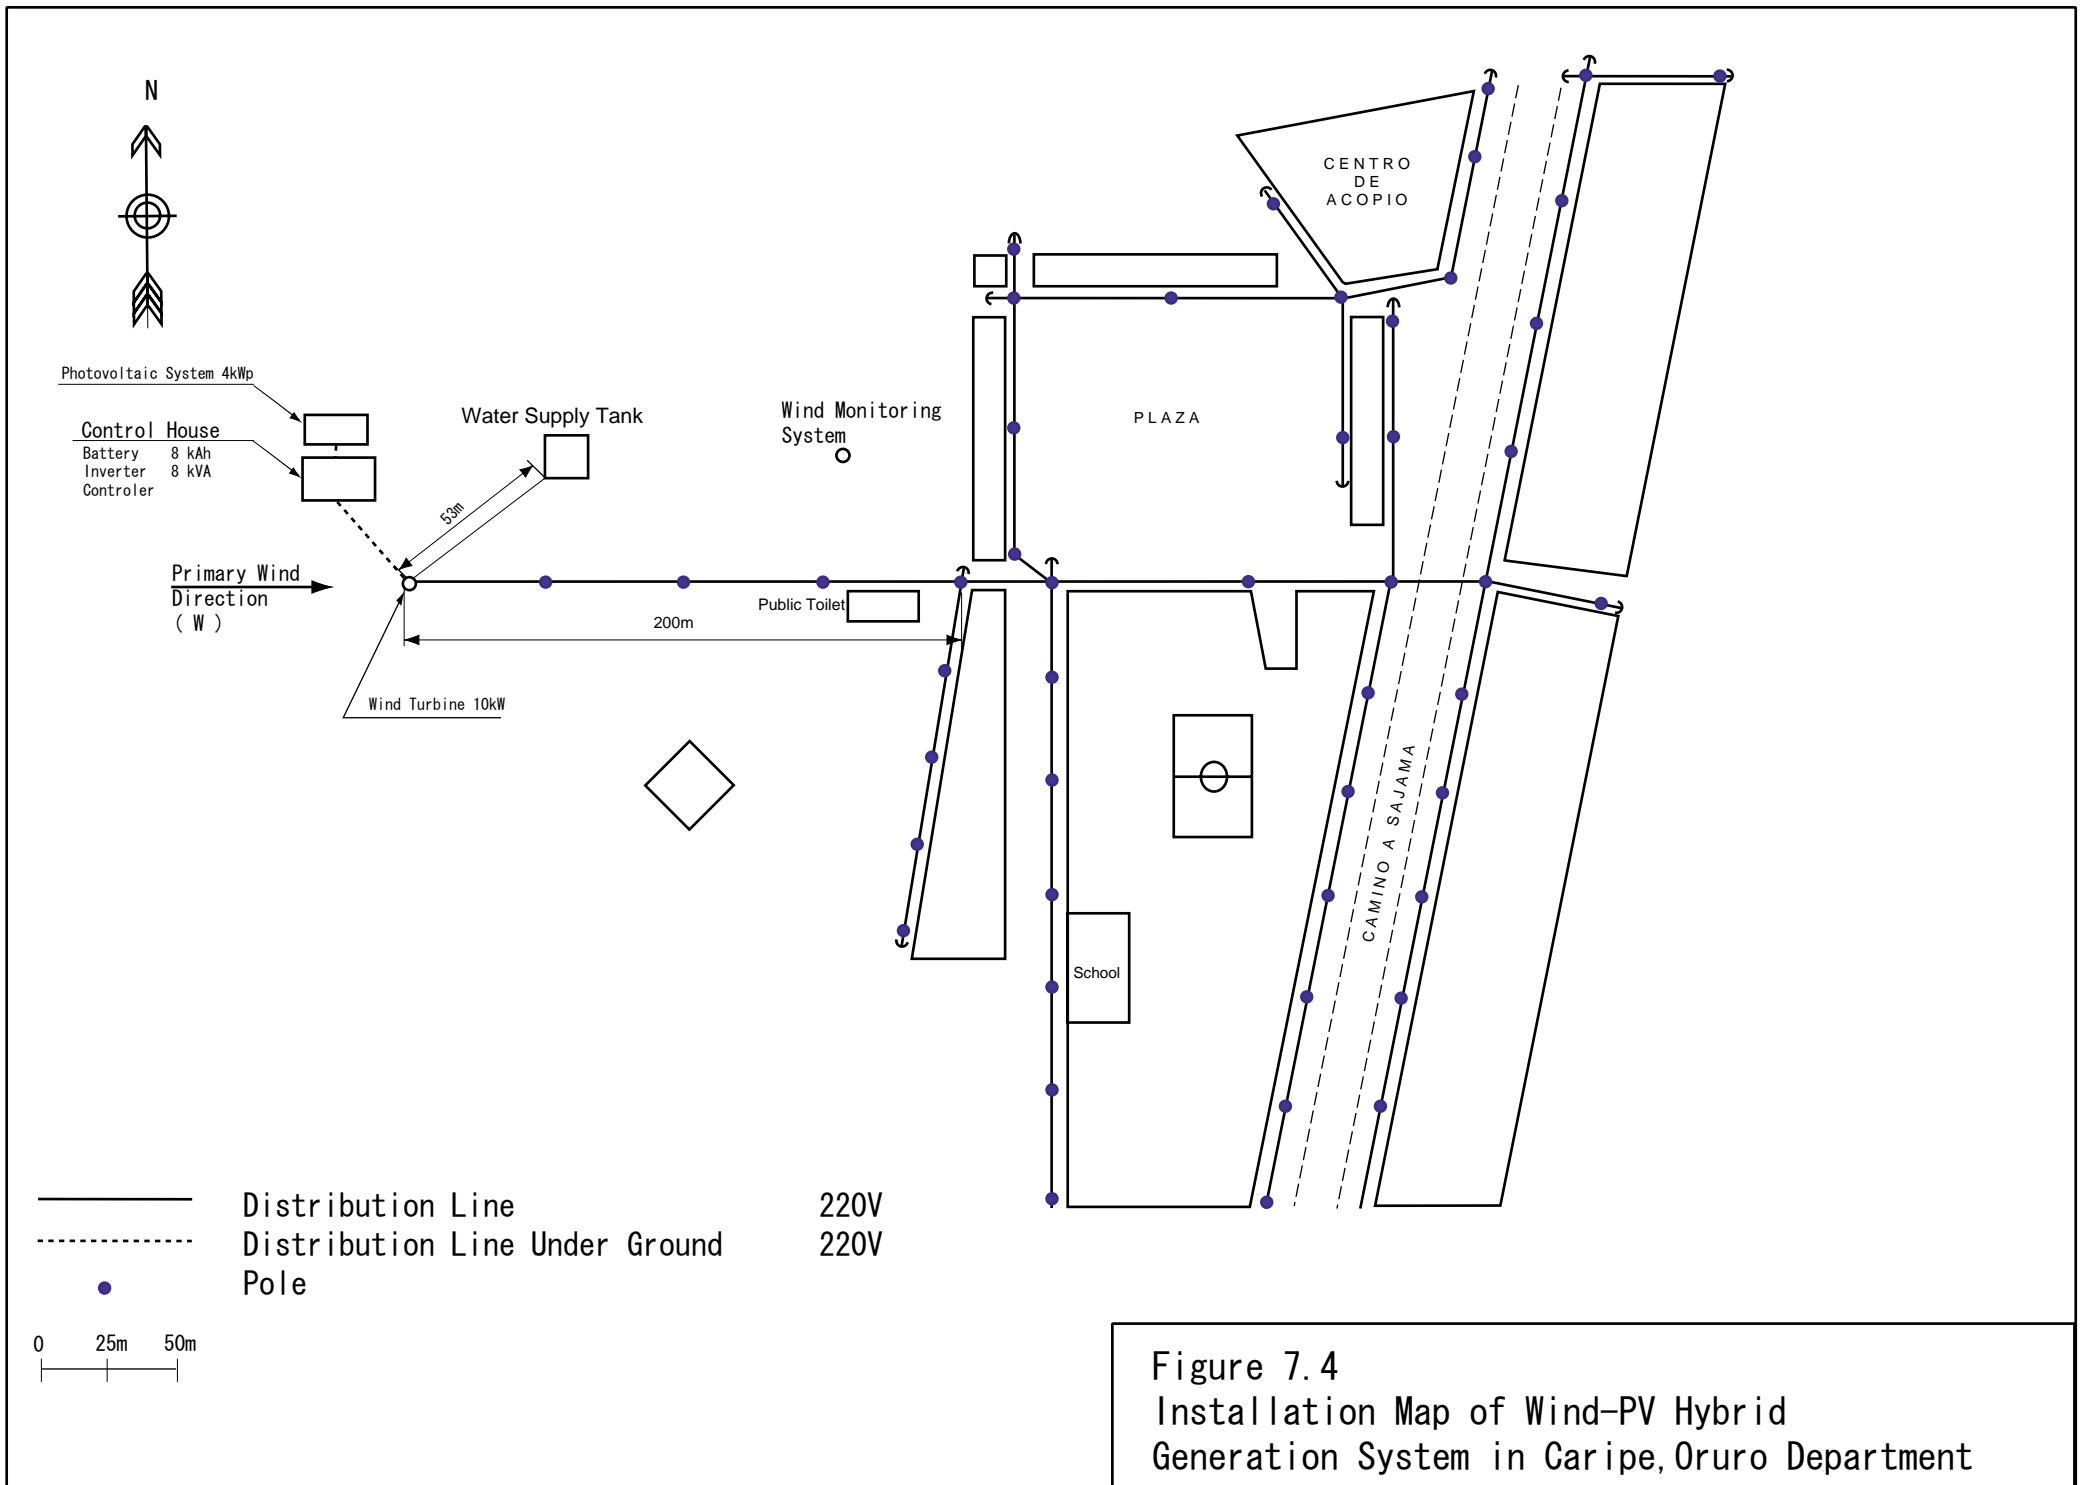 N
CENTRO
DE
ACOPIO
Photovoltaic System 4kWp
Control House
Battery 8 kAh
Inverter 8 kVA
Controler
Water Supply Tank
Wind Monitoring
System
PLAZA
53m
Primary Wind
Direction
( W )
Public Toilet
200m
Wind Turbine 10kW
CAMINO A SAJAMA
School
Distribution Line 220V
Distribution Line Under Ground 220V
Pole
0 25m 50m
Figure 7.4
Installation Map of Wind-PV Hybrid
Generation System in Caripe,Oruro Department